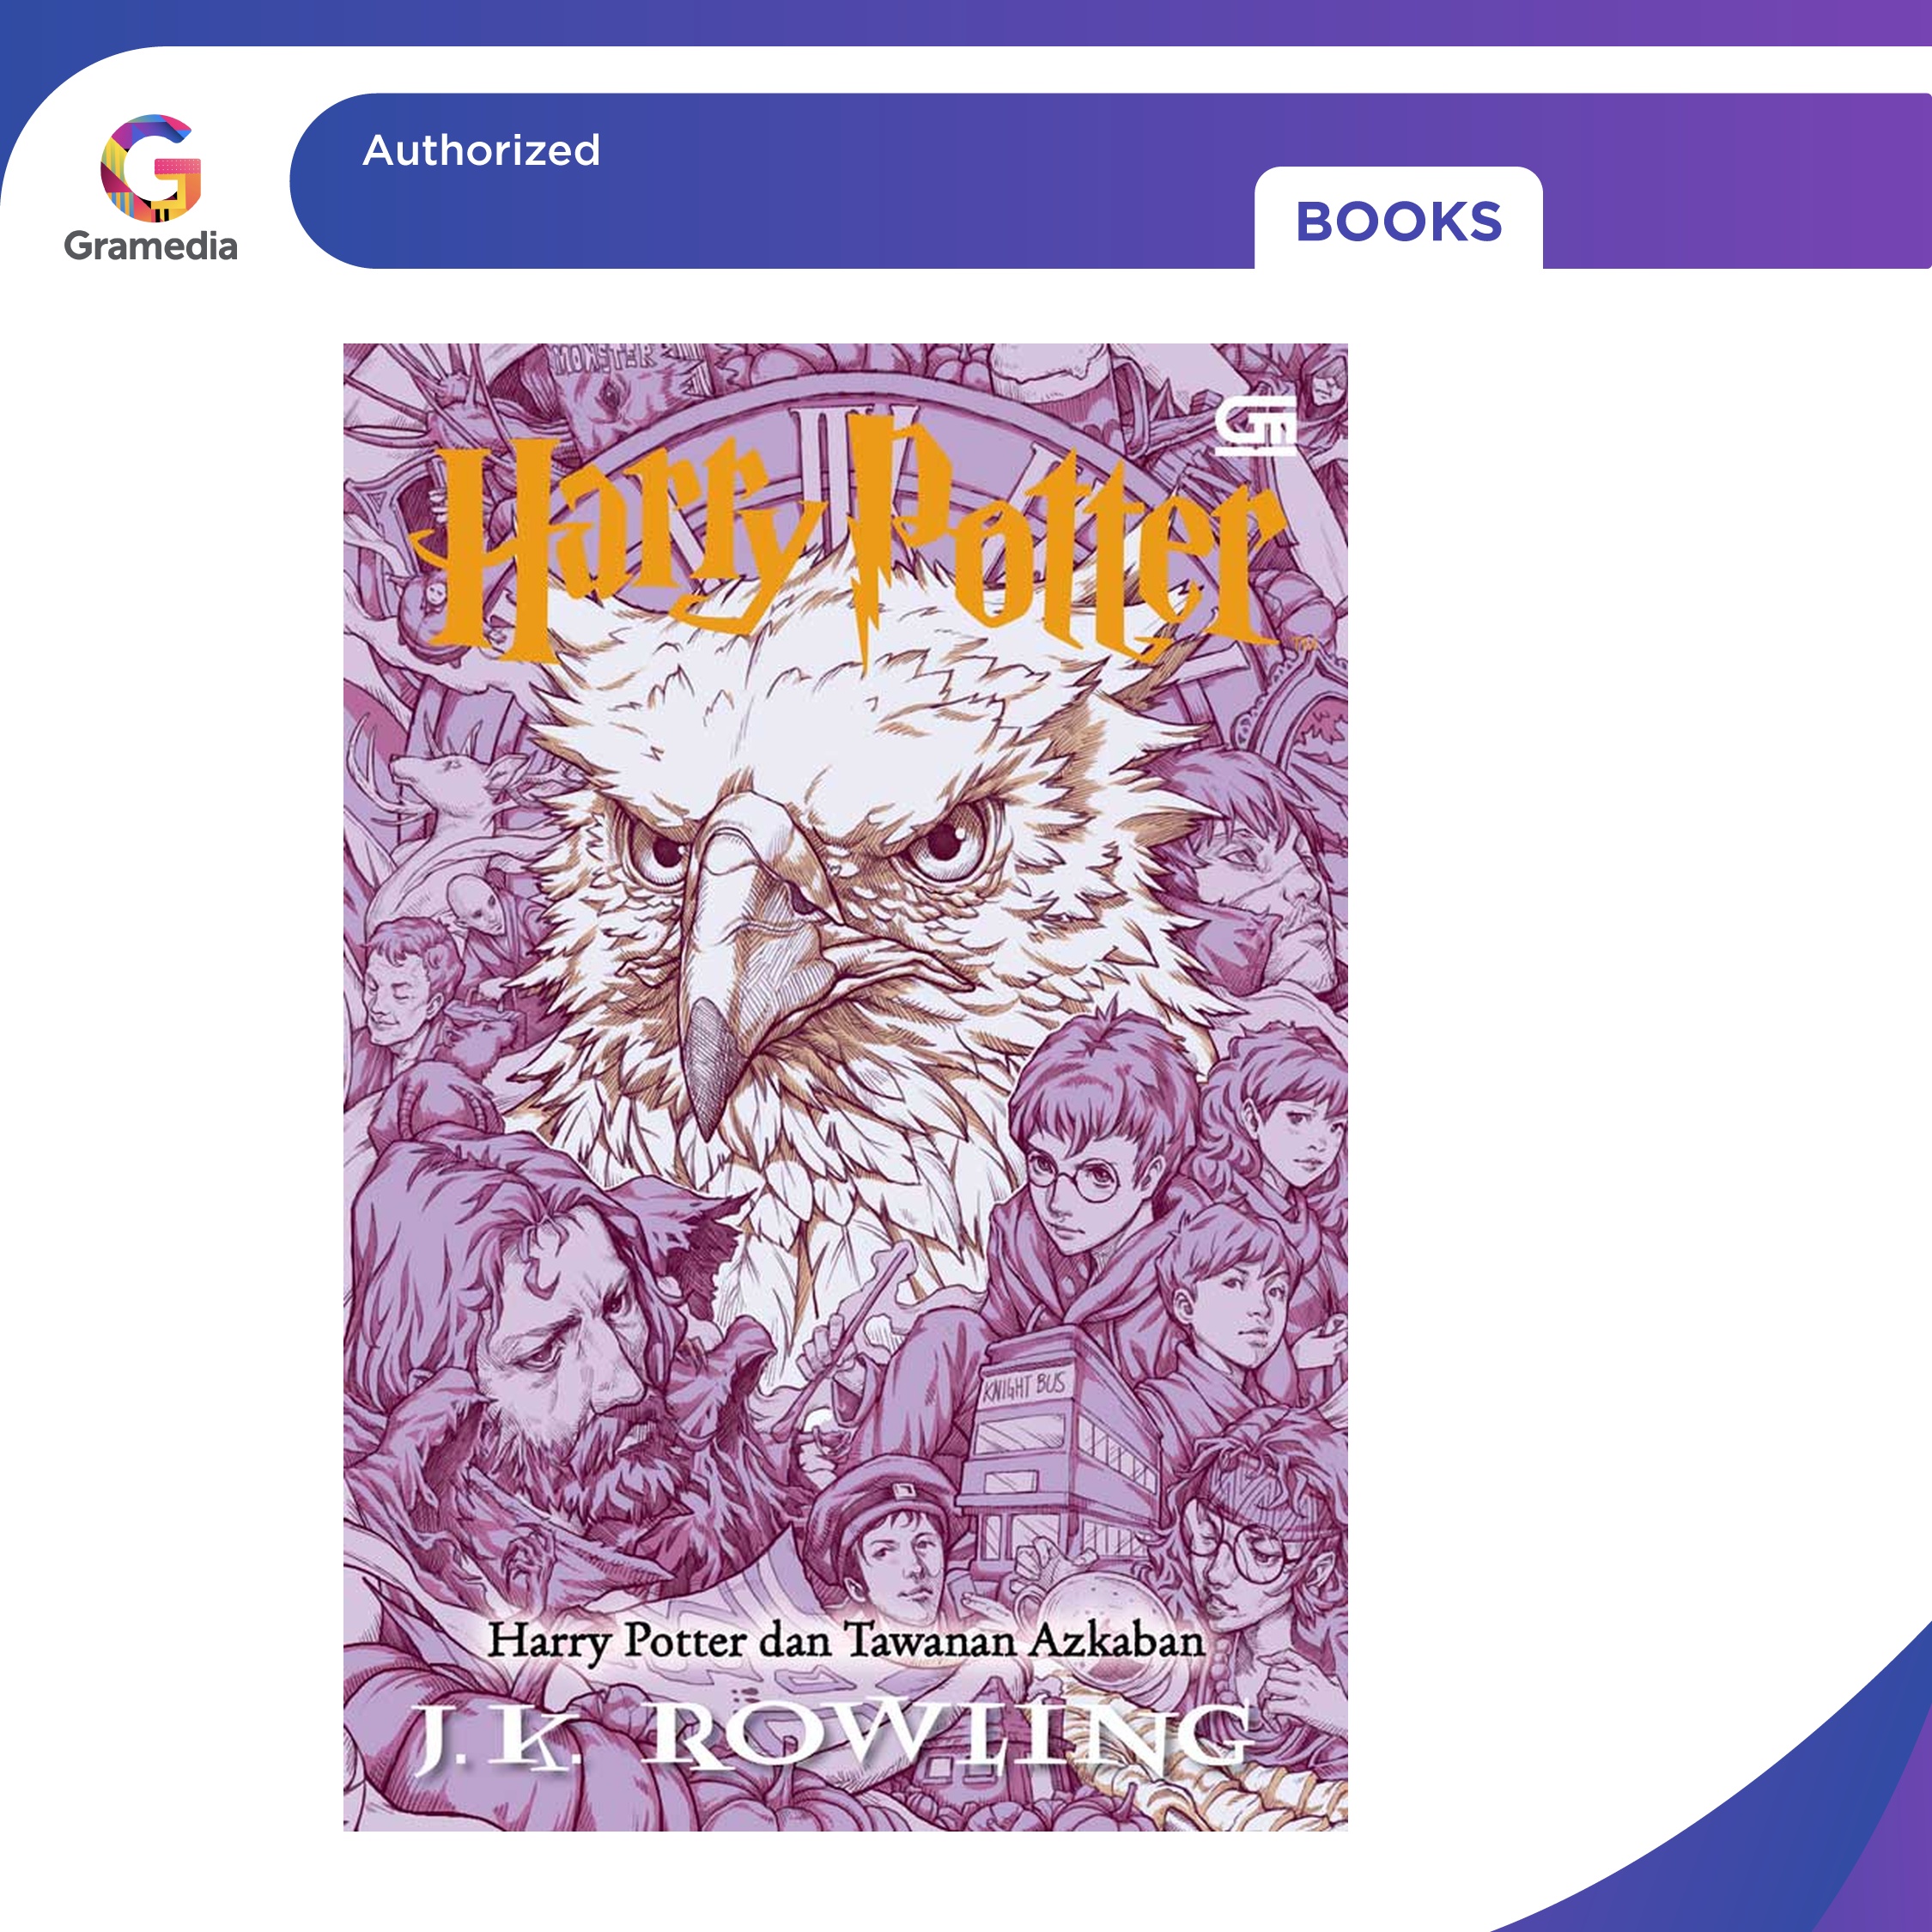 Gramedia
Authorized
BOOKS
MONSTER
Harry Potter
KNIGHT BUS
Harry Potter dan Tawanan Azkaban
J.K. ROWLING